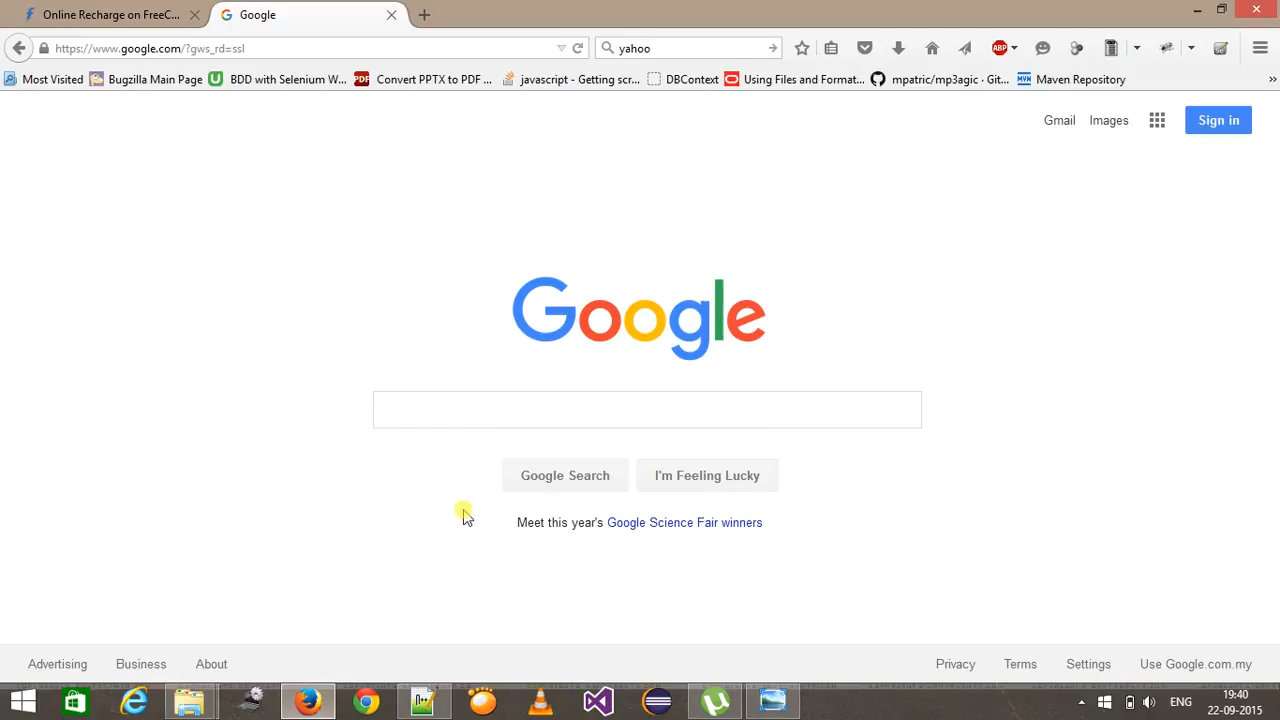 Online Recharge on FreeC...
Google
https://www.google.com/?gws_rd=ssl
yahoo
ABP
Most Visited
Bugzilla Main Page
U
BDD with Selenium W...
PDF
Convert PPTX to PDF ...
javascript - Getting scr...
DBContext
Using Files and Format...
mpatric/mp3agic · Git...
MVN
Maven Repository
»
Gmail
Images
Sign in
Google
Google Search
I'm Feeling Lucky
Meet this year's Google Science Fair winners
Advertising
Business
About
Privacy
Terms
Settings
Use Google.com.my
N++
ENG
19:40
22-09-2015